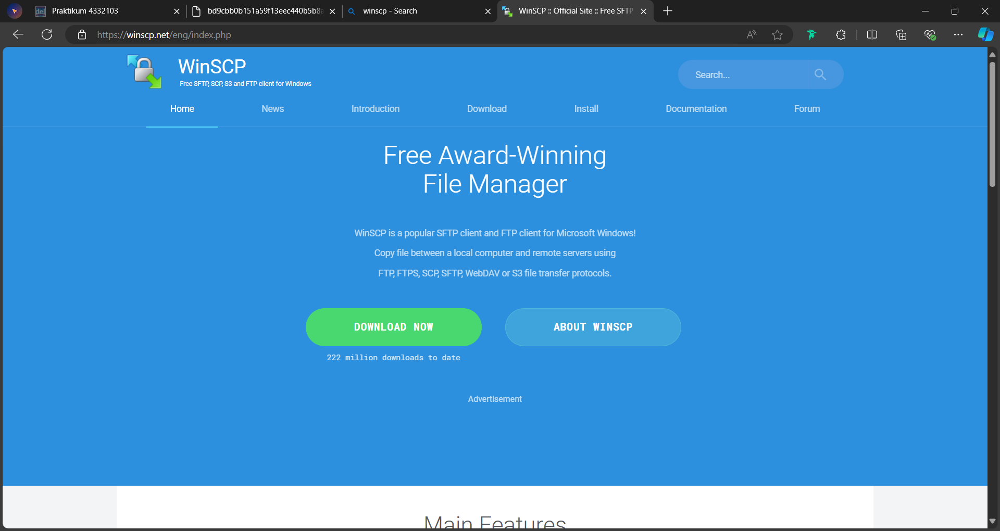 Praktikum 4332103
bd9cbb0b151a59f13eec440b5b8a
winscp - Search
WinSCP :: Official Site :: Free SFTP
https://winscp.net/eng/index.php
WinSCP
Free SFTP, SCP, S3 and FTP client for Windows
Search...
Home
News
Introduction
Download
Install
Documentation
Forum
Free Award-Winning
File Manager
WinSCP is a popular SFTP client and FTP client for Microsoft Windows!
Copy file between a local computer and remote servers using
FTP, FTPS, SCP, SFTP, WebDAV or S3 file transfer protocols.
DOWNLOAD NOW
ABOUT WINSCP
222 million downloads to date
Advertisement
Main Features